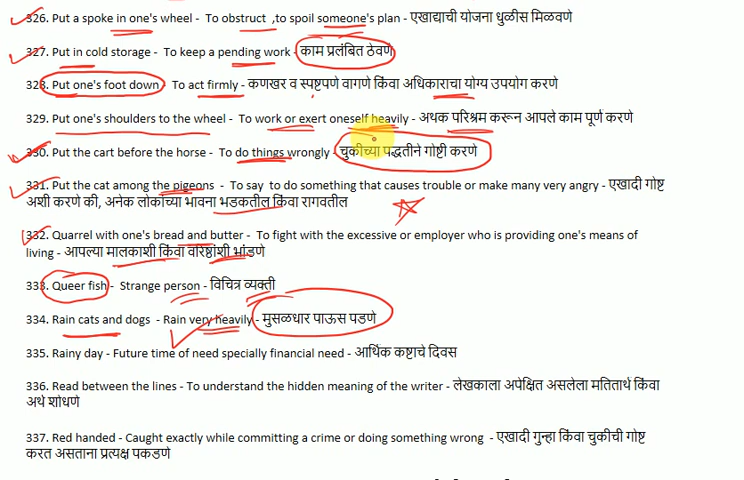 326. Put a spoke in one's wheel - To obstruct ,to spoil someone's plan - एखाद्याची योजना धुळीस मिळवणे
327. Put in cold storage - To keep a pending work - काम प्रलंबित ठेवणे
328. Put one's foot down - To act firmly - कणखर व स्पष्टपणे वागणे किंवा अधिकाराचा योग्य उपयोग करणे
329. Put one's shoulders to the wheel - To work or exert oneself heavily - अथक परिश्रम करून आपले काम पूर्ण करणे
330. Put the cart before the horse - To do things wrongly - चुकीच्या पद्धतीने गोष्टी करणे
331. Put the cat among the pigeons - To say to do something that causes trouble or make many very angry - एखादी गोष्ट
अशी करणे की, अनेक लोकांच्या भावना भडकतील किंवा रागवतील
332. Quarrel with one's bread and butter - To fight with the excessive or employer who is providing one's means of
living - आपल्या मालकाशी किंवा वरिष्ठांशी भांडणे
333. Queer fish - Strange person - विचित्र व्यक्ती
334. Rain cats and dogs - Rain very heavily - मुसळधार पाऊस पडणे
335. Rainy day - Future time of need specially financial need - आर्थिक कष्टाचे दिवस
336. Read between the lines - To understand the hidden meaning of the writer - लेखकाला अपेक्षित असलेला मतितार्थ किंवा
अर्थ शोधणे
337. Red handed - Caught exactly while committing a crime or doing something wrong - एखादी गुन्हा किंवा चुकीची गोष्ट
करत असताना प्रत्यक्ष पकडणे